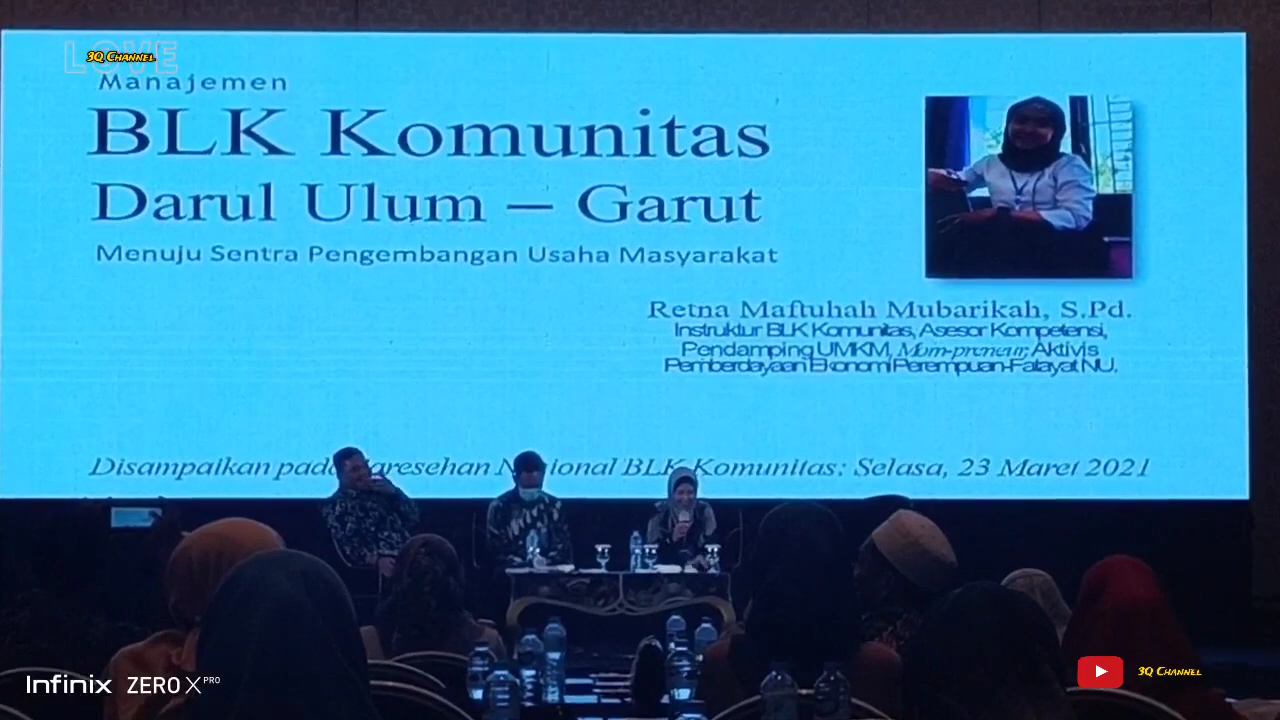 LOVE
3Q Channel
Manajemen
BLK Komunitas
Darul Ulum – Garut
Menuju Sentra Pengembangan Usaha Masyarakat
Retna Maftuhah Mubarikah, S.Pd.
Instruktur BLK Komunitas, Asesor Kompetensi,
Pendamping UMKM, Mom-preneur, Aktivis
Pemberdayaan Ekonomi Perempuan-Fatayat NU.
Disampaikan pada Saresehan Nasional BLK Komunitas: Selasa, 23 Maret 2021
Infinix ZERO X PRO
3Q Channel